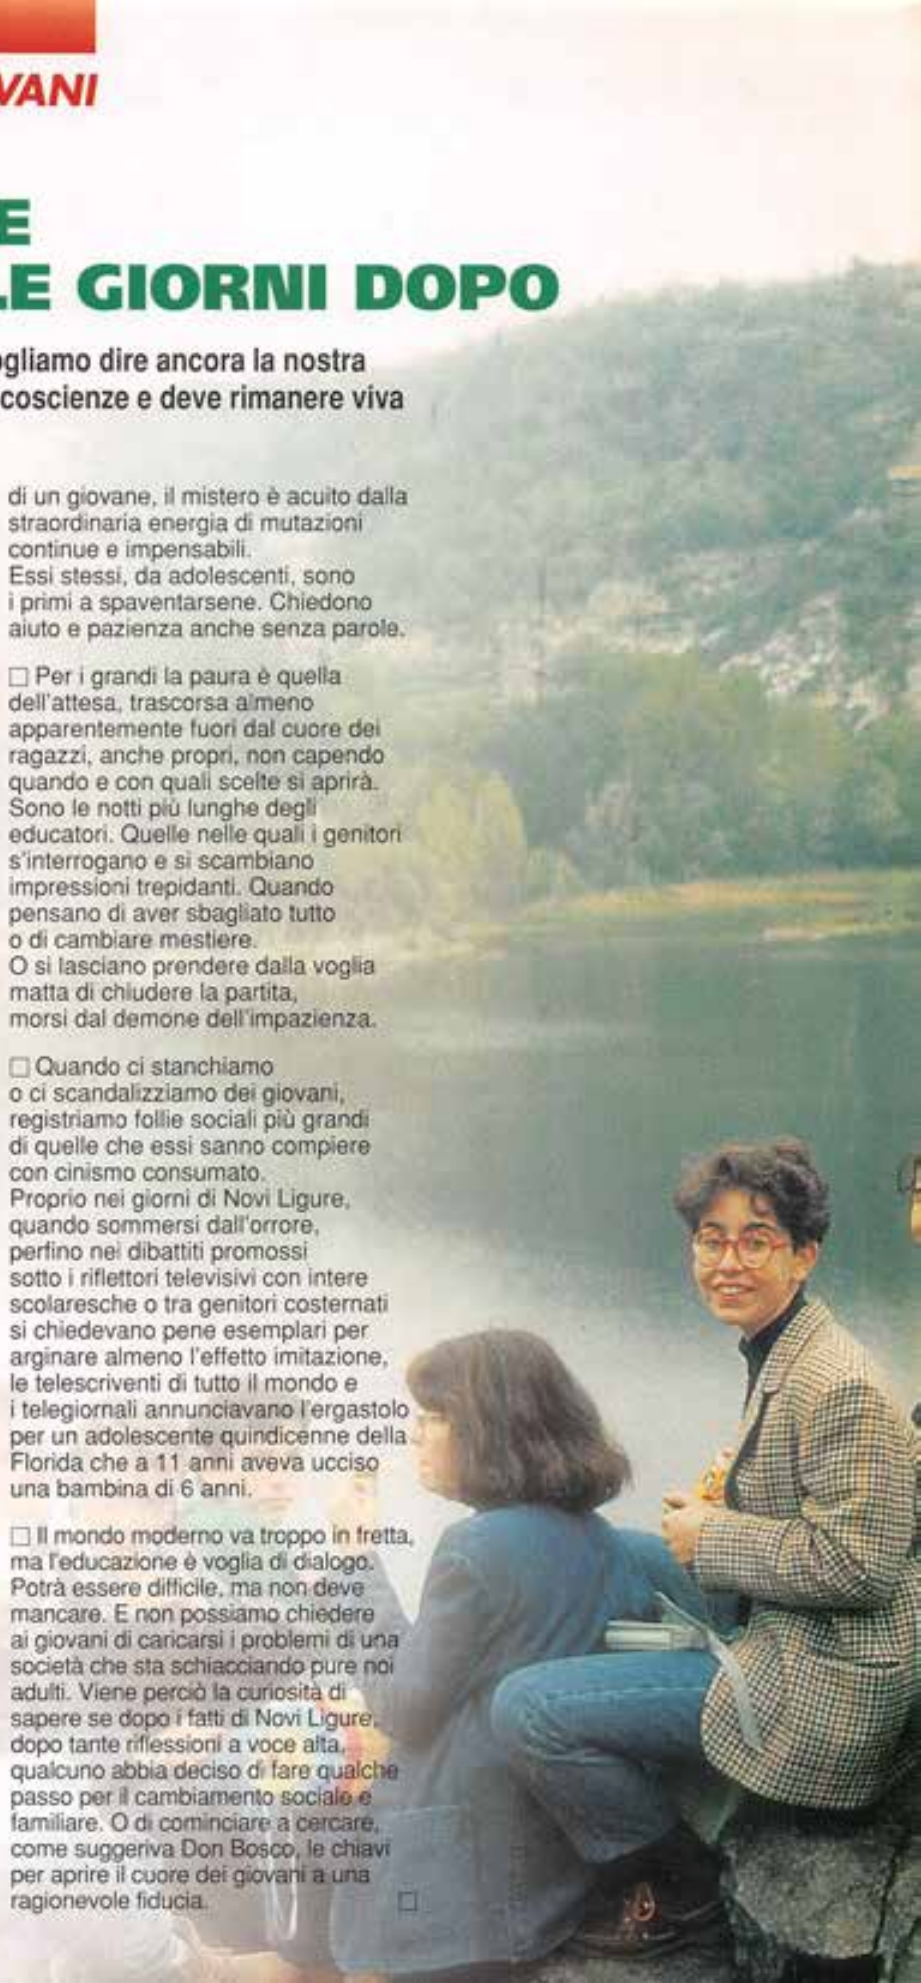 VANI
E
LE GIORNI DOPO
ogliamo dire ancora la nostra
coscienze e deve rimanere viva
di un giovane, il mistero è acuito dalla
straordinaria energia di mutazioni
continue e impensabili.
Essi stessi, da adolescenti, sono
i primi a spaventarsene. Chiedono
aiuto e pazienza anche senza parole.
□ Per i grandi la paura è quella
dell'attesa, trascorsa almeno
apparentemente fuori dal cuore dei
ragazzi, anche propri, non capendo
quando e con quali scelte si aprirà.
Sono le notti più lunghe degli
educatori. Quelle nelle quali i genitori
s'interrogano e si scambiano
impressioni trepidanti. Quando
pensano di aver sbagliato tutto
o di cambiare mestiere.
O si lasciano prendere dalla voglia
matta di chiudere la partita,
morsi dal demone dell'impazienza.
□ Quando ci stanchiamo
o ci scandalizziamo dei giovani,
registriamo follie sociali più grandi
di quelle che essi sanno compiere
con cinismo consumato.
Proprio nei giorni di Novi Ligure,
quando sommersi dall'orrore,
perfino nei dibattiti promossi
sotto i riflettori televisivi con intere
scolaresche o tra genitori costernati
si chiedevano pene esemplari per
arginare almeno l'effetto imitazione,
le telescriventi di tutto il mondo e
i telegiornali annunciavano l'ergastolo
per un adolescente quindicenne della
Florida che a 11 anni aveva ucciso
una bambina di 6 anni.
□ Il mondo moderno va troppo in fretta,
ma l'educazione è voglia di dialogo.
Potrà essere difficile, ma non deve
mancare. E non possiamo chiedere
ai giovani di caricarsi i problemi di una
società che sta schiacciando pure noi
adulti. Viene perciò la curiosità di
sapere se dopo i fatti di Novi Ligure,
dopo tante riflessioni a voce alta,
qualcuno abbia deciso di fare qualche
passo per il cambiamento sociale e
familiare. O di cominciare a cercare,
come suggeriva Don Bosco, le chiavi
per aprire il cuore dei giovani a una
ragionevole fiducia. □